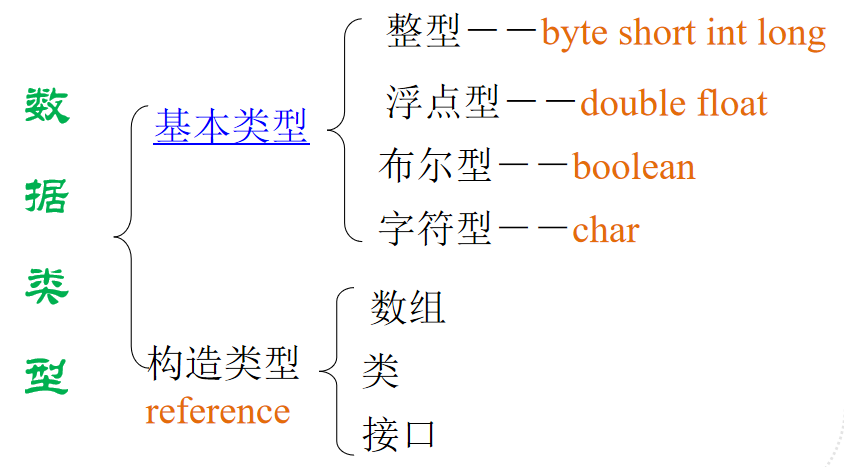 数据类型
基本类型
整型－－byte short int long
浮点型－－double float
布尔型－－boolean
字符型－－char
构造类型
reference
数组
类
接口